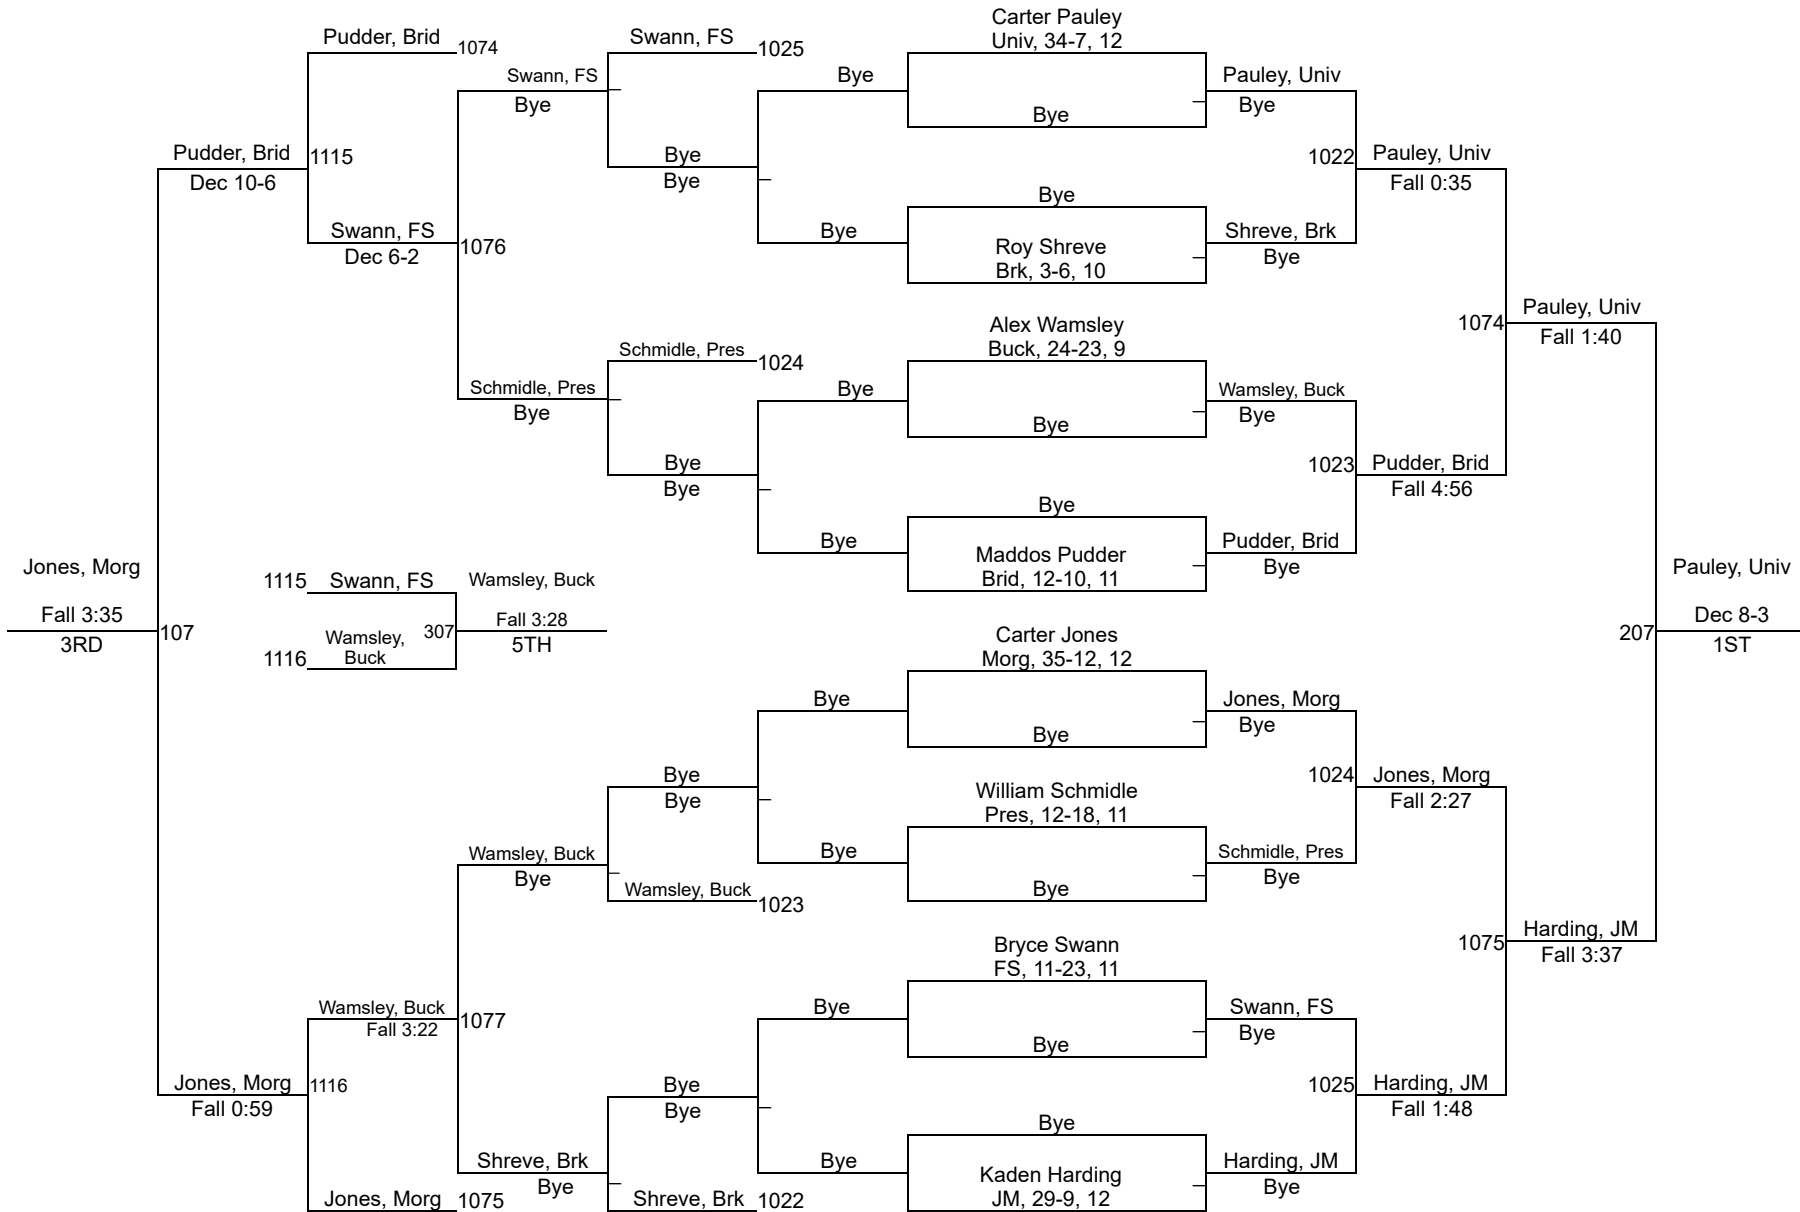 Carter Pauley
Pudder, Brid 1074 Swann, FS 1025 Univ, 34-7, 12
Swann, FS Bye Pauley, Univ
Bye Bye Bye
Pudder, Brid 1115 Bye 1022 Pauley, Univ
Dec 10-6 Bye Fall 0:35
Bye
Swann, FS 1076 Bye Roy Shreve Shreve, Brk
Dec 6-2 Brk, 3-6, 10 Bye
Alex Wamsley Pauley, Univ
Schmidle, Pres 1024 Buck, 24-23, 9 1074 Fall 1:40
Schmidle, Pres Bye Wamsley, Buck
Bye Bye Bye
Bye 1023 Pudder, Brid
Bye Fall 4:56
Bye
Bye Maddos Pudder Pudder, Brid
Jones, Morg 1115 Swann, FS Wamsley, Buck Brid, 12-10, 11 Bye Pauley, Univ
Fall 3:35 Fall 3:28 Dec 8-3
107 Wamsley, 307 Carter Jones 207
3RD 1116 Buck 5TH Morg, 35-12, 12 1ST
Bye Jones, Morg
Bye Bye
Bye William Schmidle 1024 Jones, Morg
Bye Pres, 12-18, 11 Fall 2:27
Wamsley, Buck Bye Schmidle, Pres
Bye Wamsley, Buck 1023 Bye Bye
Bryce Swann 1075 Harding, JM
FS, 11-23, 11 Fall 3:37
Wamsley, Buck 1077 Bye Swann, FS
Fall 3:22 Bye Bye
Jones, Morg 1116 Bye 1025 Harding, JM
Fall 0:59 Bye Fall 1:48
Bye
Shreve, Brk Bye Kaden Harding Harding, JM
Bye JM, 29-9, 12 Bye
Jones, Morg 1075 Shreve, Brk 1022